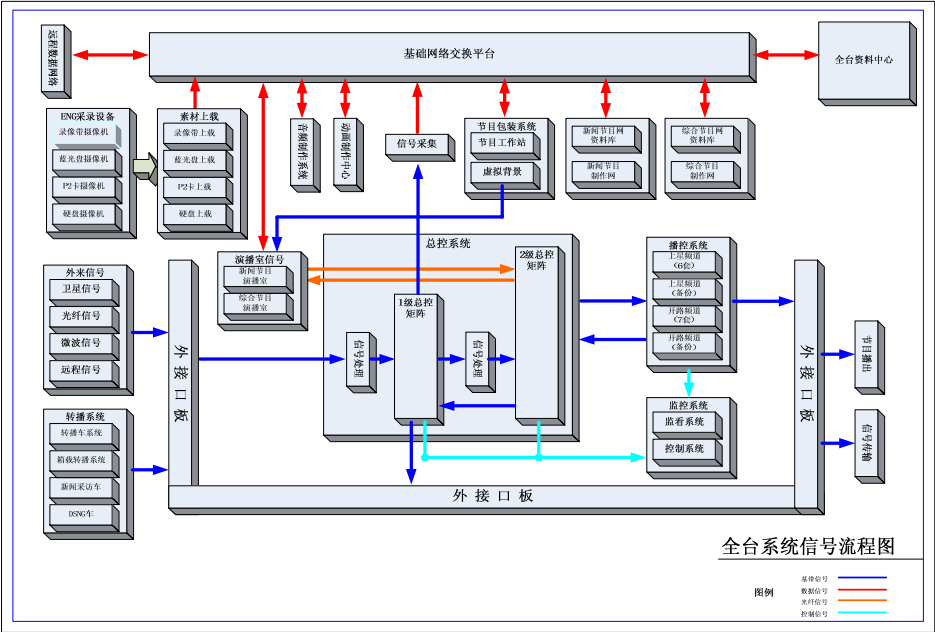 远程数据网络
基础网络交换平台
全台资料中心
ENG采录设备
录像带摄像机
蓝光盘摄像机
P2卡摄像机
硬盘摄像机
素材上载
录像带上载
蓝光盘上载
P2卡上载
硬盘上载
音频制作系统
动画制作中心
信号采集
节目包装系统
节目工作站
虚拟背景
新闻节目网
资料库
新闻节目
制作网
综合节目网
资料库
综合节目
制作网
外来信号
卫星信号
光纤信号
微波信号
远程信号
转播系统
转播车系统
箱载转播系统
新闻采访车
DSNG车
外接口板
演播室信号
新闻节目
演播室
综合节目
演播室
总控系统
信号处理
1级总控
矩阵
信号处理
2级总控
矩阵
播控系统
上星频道
(6套)
上星频道
(备份)
开路频道
(7套)
开路频道
(备份)
监控系统
监看系统
控制系统
外接口板
外接口板
节目播出
信号传输
全台系统信号流程图
图例
基带信号
数据信号
光纤信号
控制信号